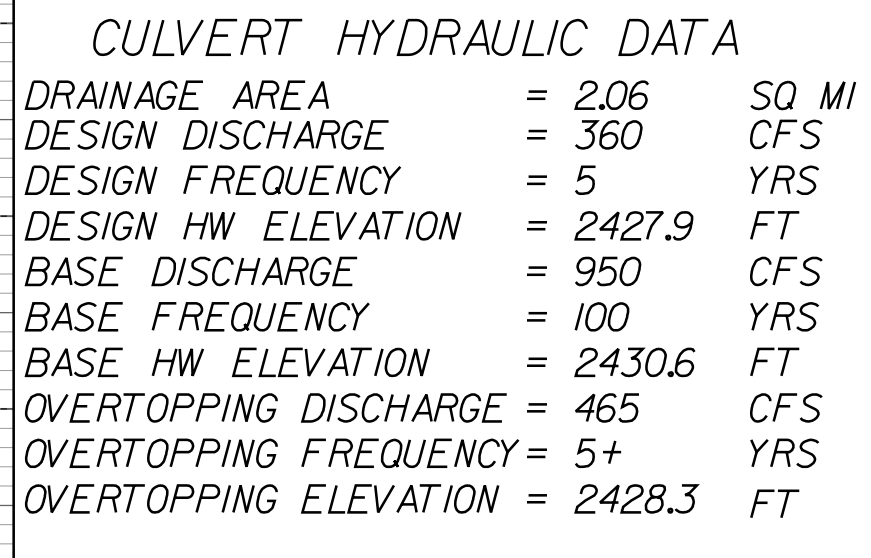 CULVERT HYDRAULIC DATA
DRAINAGE AREA = 2.06 SQ MI
DESIGN DISCHARGE = 360 CFS
DESIGN FREQUENCY = 5 YRS
DESIGN HW ELEVATION = 2427.9 FT
BASE DISCHARGE = 950 CFS
BASE FREQUENCY = 100 YRS
BASE HW ELEVATION = 2430.6 FT
OVERTOPPING DISCHARGE = 465 CFS
OVERTOPPING FREQUENCY = 5+ YRS
OVERTOPPING ELEVATION = 2428.3 FT